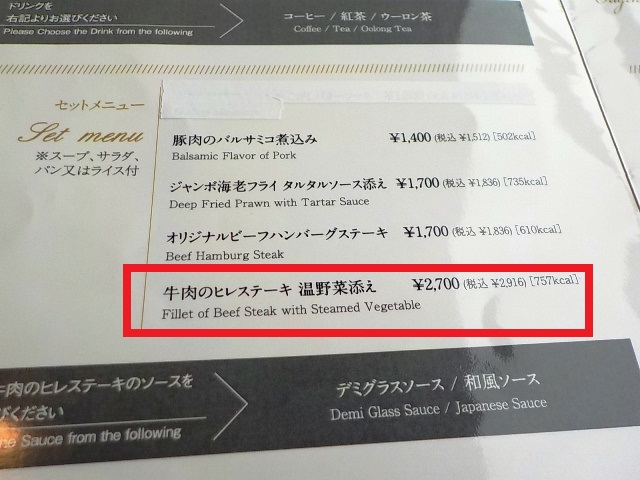 ドリンクを
右記よりお選びください
Please Choose the Drink from the following
コーヒー / 紅茶 / ウーロン茶
Coffee / Tea / Oolong Tea
セットメニュー
Set menu
※スープ、サラダ、
パン又はライス付
豚肉のバルサミコ煮込み ¥1,400 (税込 ¥1,512) [502kcal]
Balsamic Flavor of Pork
ジャンボ海老フライ タルタルソース添え ¥1,700 (税込 ¥1,836) [735kcal]
Deep Fried Prawn with Tartar Sauce
オリジナルビーフハンバーグステーキ ¥1,700 (税込 ¥1,836) [610kcal]
Beef Hamburg Steak
牛肉のヒレステーキ 温野菜添え ¥2,700 (税込 ¥2,916) [757kcal]
Fillet of Beef Steak with Steamed Vegetable
牛肉のヒレステーキのソースを
びください
ne Sauce from the following
デミグラスソース / 和風ソース
Demi Glass Sauce / Japanese Sauce